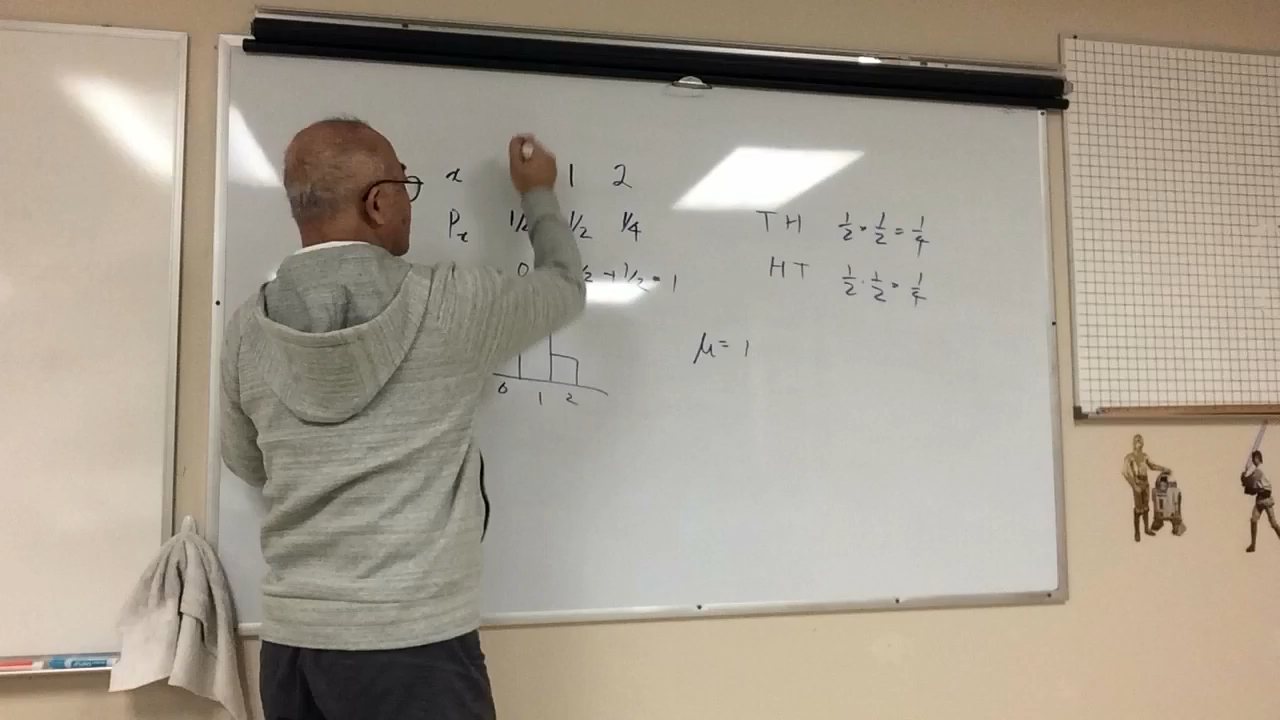 x 1 2
Px 1/2 1/4
0 1/2 + 1/2 = 1
0 1 2
TH 1/2 · 1/2 = 1/4
HT 1/2 · 1/2 = 1/4
μ = 1